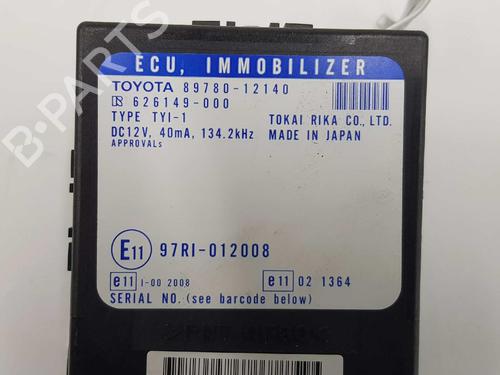 B-PARTS
ECU, IMMOBILIZER
TOYOTA 89780-12140
626149-000
TYPE TYI-1 TOKAI RIKA CO., LTD.
DC12V, 40mA, 134.2kHz MADE IN JAPAN
APPROVALs
E11 97RI-012008
e11 I-00 2008 e11 02 1364
SERIAL NO. (see barcode below)